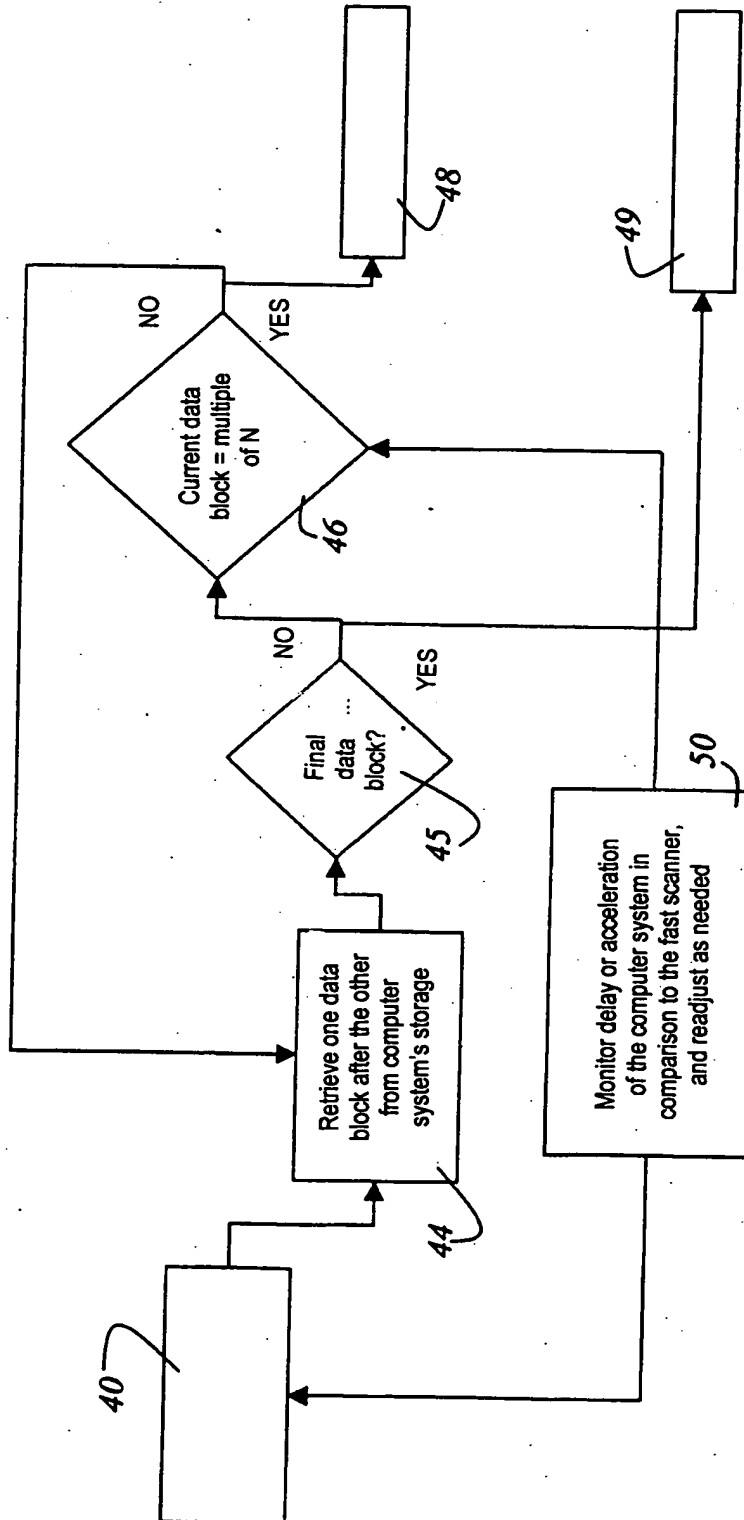 40
Retrieve one data
block after the other
from computer
system's storage
44
Final ...
data
block?
45
NO
YES
Current data
block = multiple
of N
46
NO
YES
48
49
Monitor delay or acceleration
of the computer system in
comparison to the fast scanner,
and readjust as needed
50